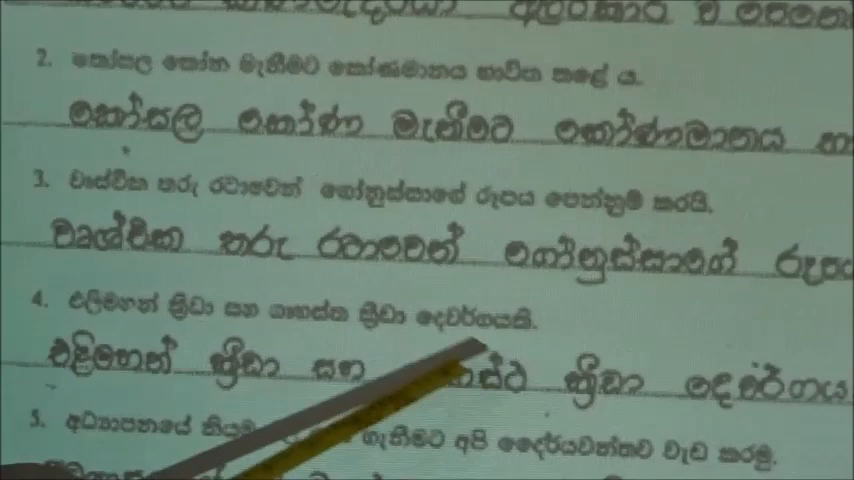 2. කෝසල කෝන මැනීමට කෝණමානය භාවිත කළේ ය.
කෝසල කෝණ මැනීමට කෝණමානය
3. වෘස්චික තරු රටාවෙන් ගෝනුස්සාගේ රූපය පෙන්නුම් කරයි.
වෘශ්චික තරු රටාවෙන් ගෝනුස්සාගේ
4. එලිමහන් ක්‍රීඩා සහ ගෘහස්ත ක්‍රීඩා දෙවර්ගයකි.
එළිමහන් ක්‍රීඩා සහ ක්‍රීඩා දෙවර්ගය
5. අධ්‍යාපනයේ ගැනීමට අපි ධෛර්යවන්තව වැඩ කරමු.